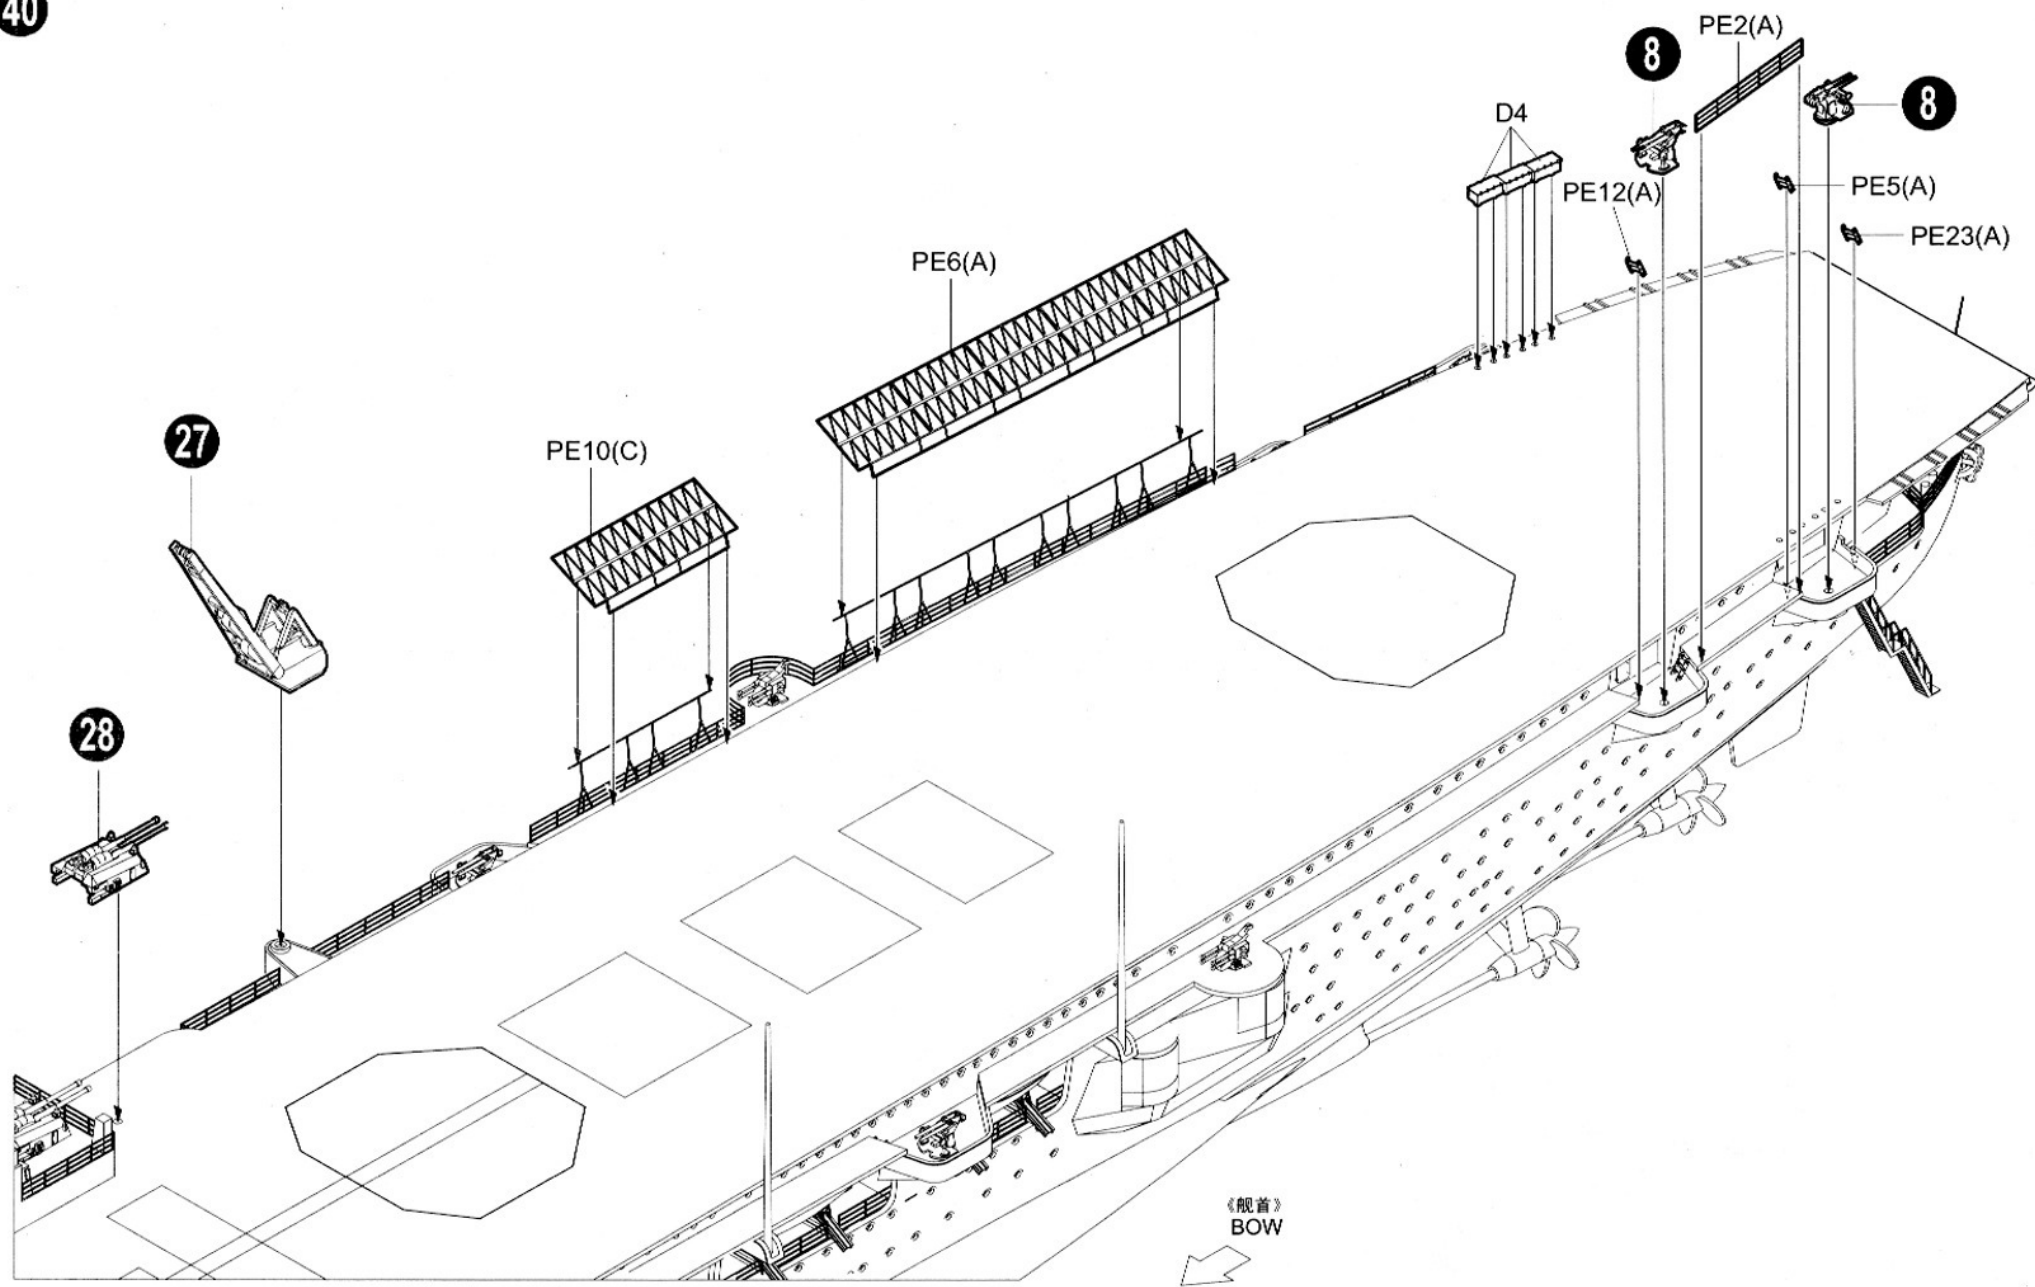 40
PE2(A)
8
8
D4
PE12(A)
PE5(A)
PE23(A)
PE6(A)
27
PE10(C)
28
《舰首》
BOW